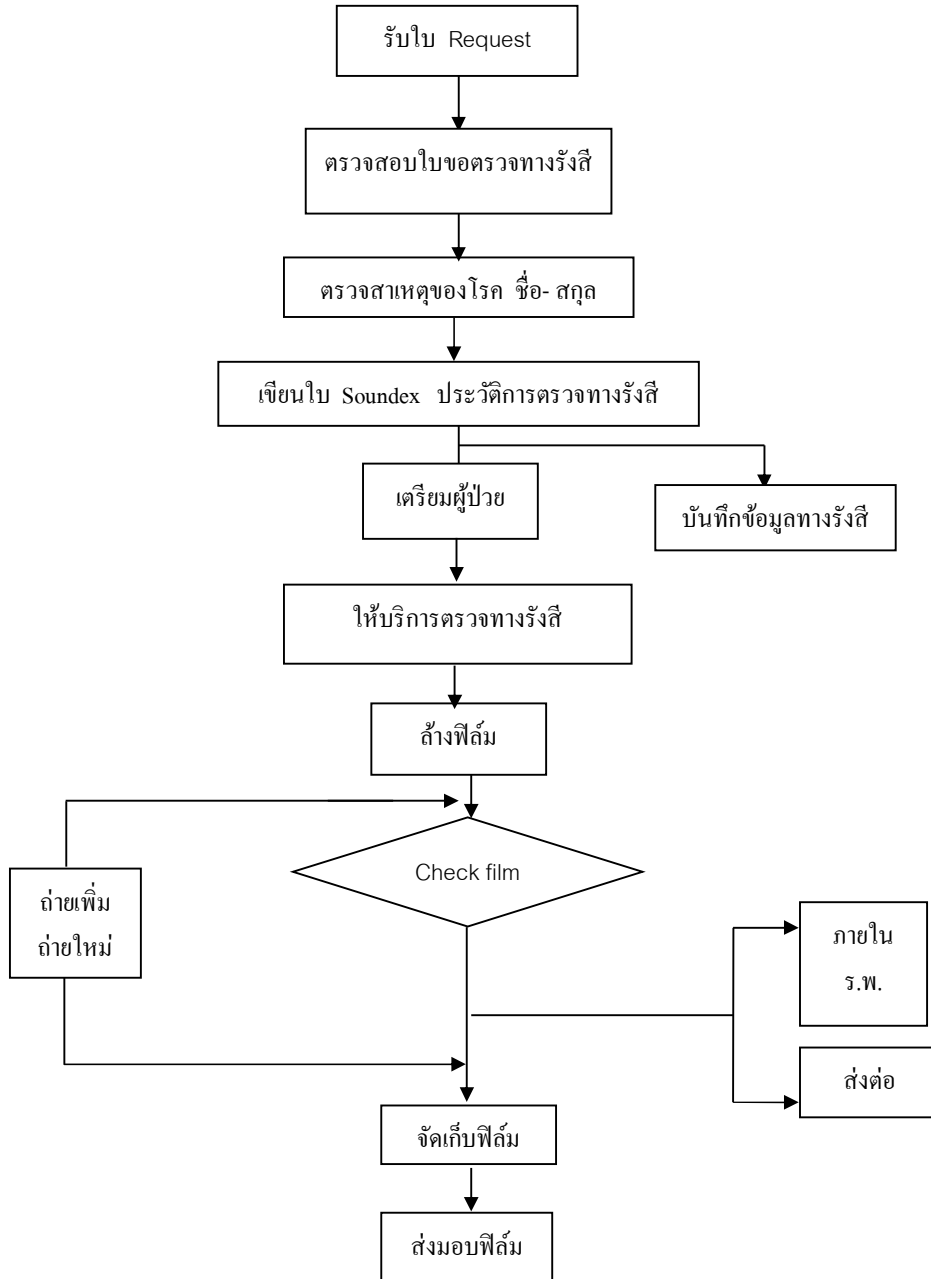 รับใบ Request
ตรวจสอบใบขอตรวจทางรังสี
ตรวจสาเหตุของโรค ชื่อ- สกุล
เขียนใบ Soundex ประวัติการตรวจทางรังสี
เตรียมผู้ป่วย
บันทึกข้อมูลทางรังสี
ให้บริการตรวจทางรังสี
ล้างฟิล์ม
Check film
ถ่ายเพิ่ม
ถ่ายใหม่
ภายใน
ร.พ.
ส่งต่อ
จัดเก็บฟิล์ม
ส่งมอบฟิล์ม